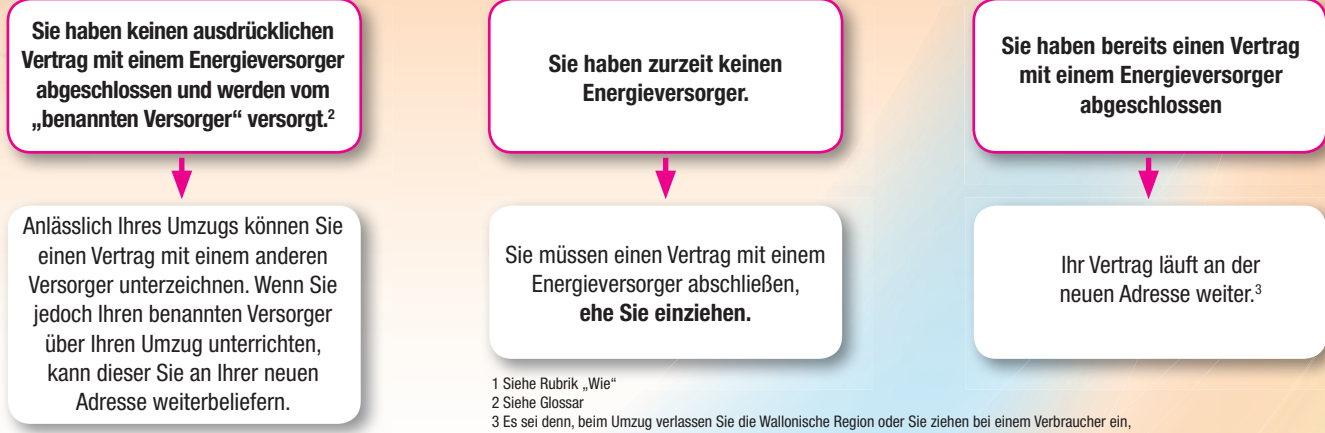 Sie haben keinen ausdrücklichen
Vertrag mit einem Energieversorger
abgeschlossen und werden vom
„benannten Versorger“ versorgt.²
Anlässlich Ihres Umzugs können Sie
einen Vertrag mit einem anderen
Versorger unterzeichnen. Wenn Sie
jedoch Ihren benannten Versorger
über Ihren Umzug unterrichten,
kann dieser Sie an Ihrer neuen
Adresse weiterbeliefern.
Sie haben zurzeit keinen
Energieversorger.
Sie müssen einen Vertrag mit einem
Energieversorger abschließen,
ehe Sie einziehen.
Sie haben bereits einen Vertrag
mit einem Energieversorger
abgeschlossen
Ihr Vertrag läuft an der
neuen Adresse weiter.³
1 Siehe Rubrik „Wie“
2 Siehe Glossar
3 Es sei denn, beim Umzug verlassen Sie die Wallonische Region oder Sie ziehen bei einem Verbraucher ein,